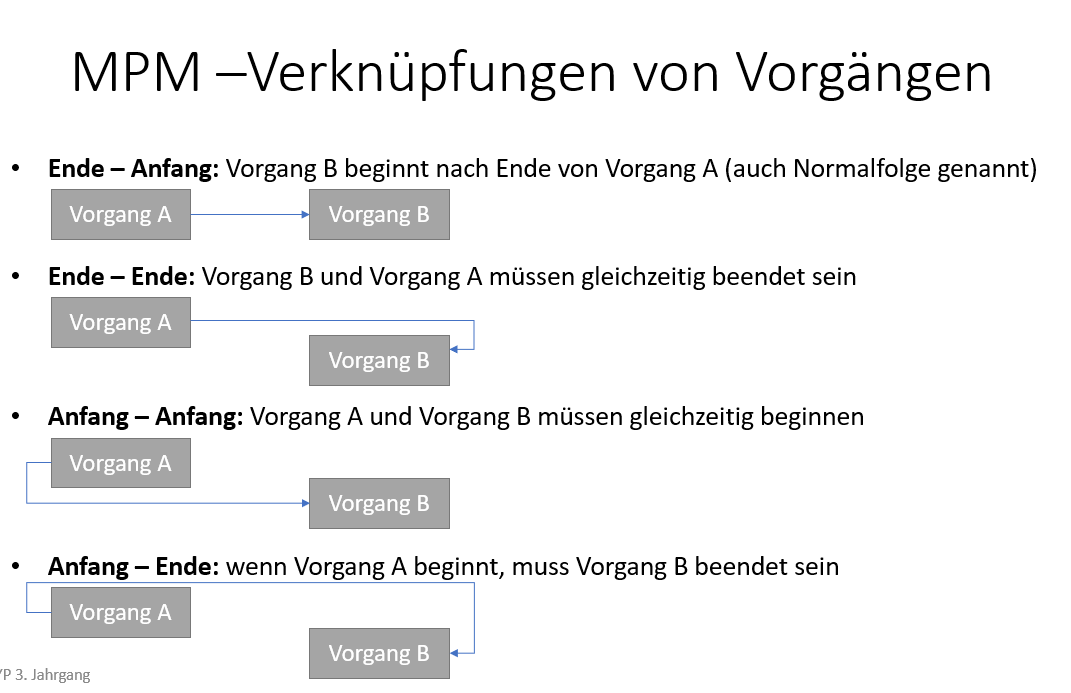 MPM –Verknüpfungen von Vorgängen
• Ende – Anfang: Vorgang B beginnt nach Ende von Vorgang A (auch Normalfolge genannt)
Vorgang A
Vorgang B
• Ende – Ende: Vorgang B und Vorgang A müssen gleichzeitig beendet sein
Vorgang A
Vorgang B
• Anfang – Anfang: Vorgang A und Vorgang B müssen gleichzeitig beginnen
Vorgang A
Vorgang B
• Anfang – Ende: wenn Vorgang A beginnt, muss Vorgang B beendet sein
Vorgang A
Vorgang B
3. Jahrgang